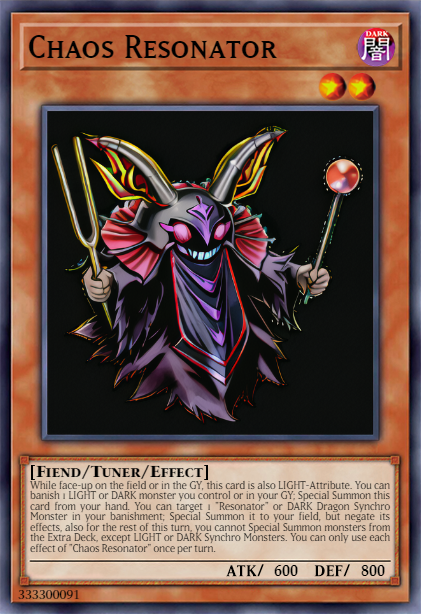 CHAOS RESONATOR
DARK
闇
[FIEND/TUNER/EFFECT]
While face-up on the field or in the GY, this card is also LIGHT-Attribute. You can
banish 1 LIGHT or DARK monster you control or in your GY; Special Summon this
card from your hand. You can target 1 "Resonator" or DARK Dragon Synchro
Monster in your banishment; Special Summon it to your field, but negate its
effects, also for the rest of this turn, you cannot Special Summon monsters from
the Extra Deck, except LIGHT or DARK Synchro Monsters. You can only use each
effect of "Chaos Resonator" once per turn.
ATK/ 600 DEF/ 800
333300091